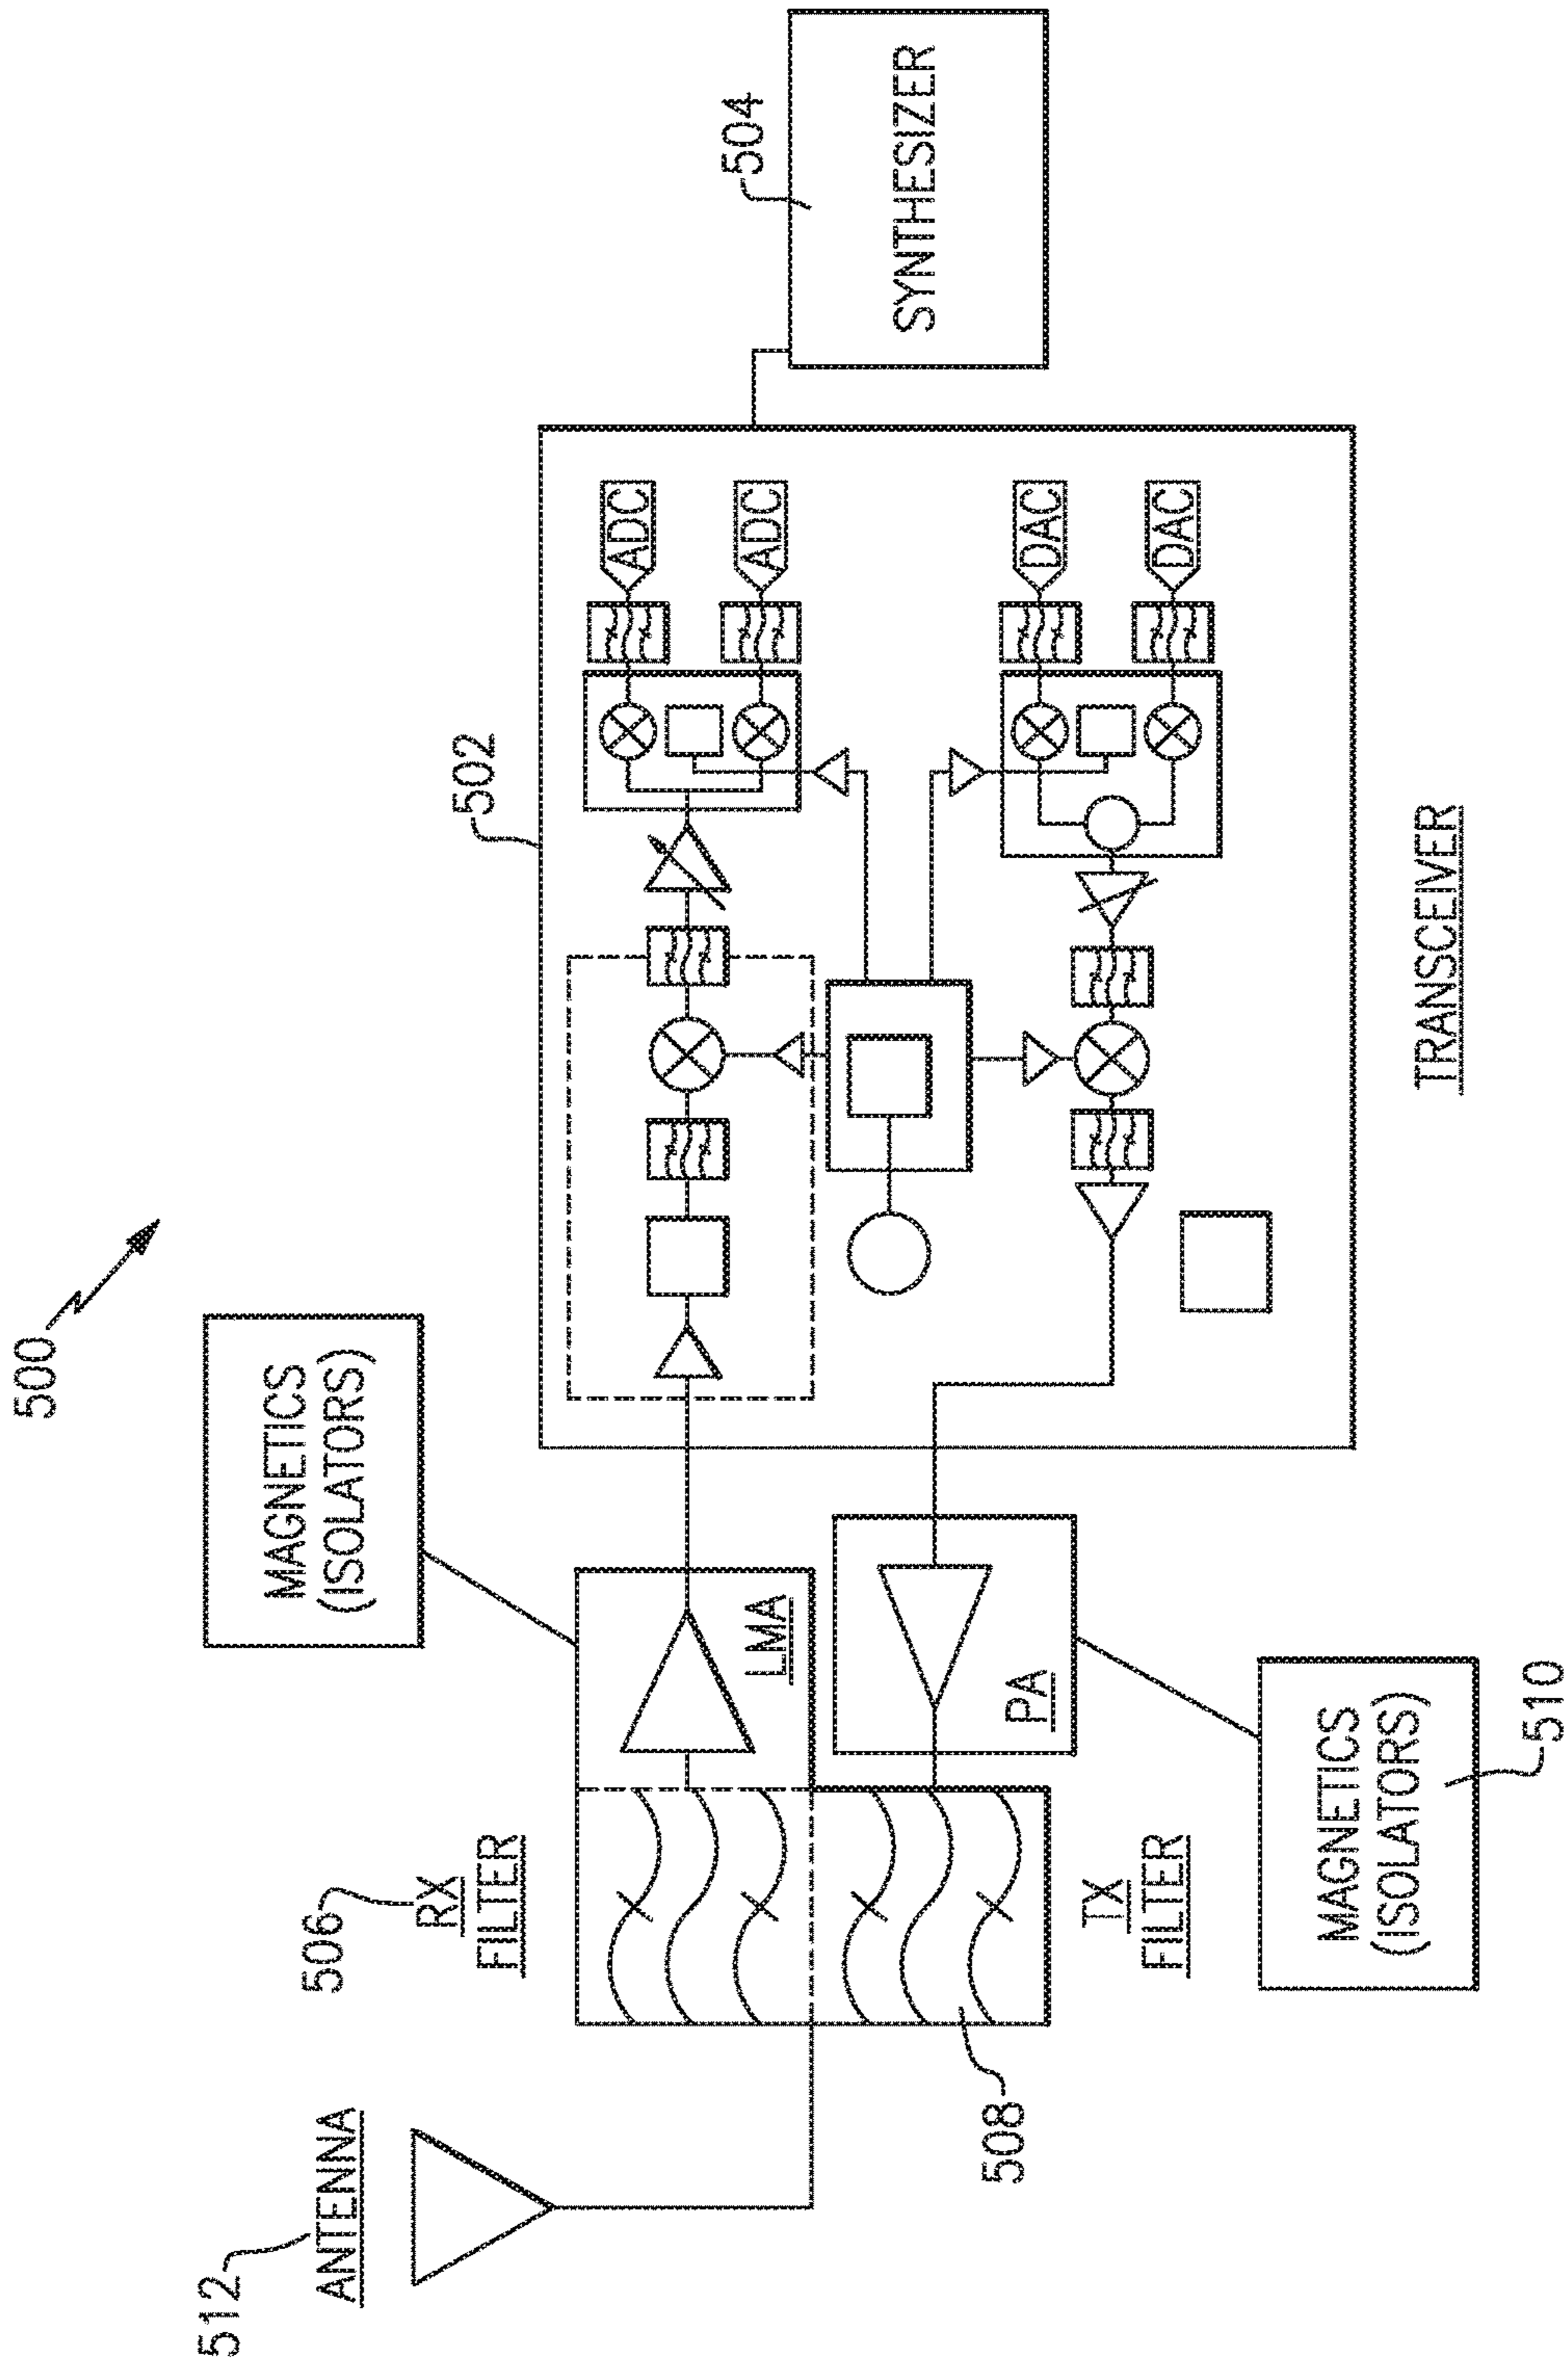 500
MAGNETICS
(ISOLATORS)
502
504
SYNTHESIZER
ADC
ADC
DAC
DAC
512
ANTENNA
506
RX
FILTER
LMA
PA
508
TX
FILTER
MAGNETICS
(ISOLATORS)
510
TRANSCEIVER